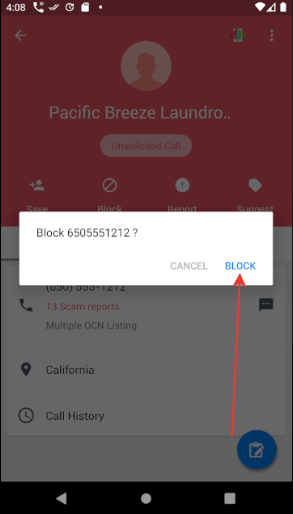 4:08
Pacific Breeze Laundro..
Unsolicited Call
Save Block Report Suggest
Block 6505551212 ?
CANCEL BLOCK
(650) 555-1212
13 Scam reports
Multiple OCN Listing
California
Call History